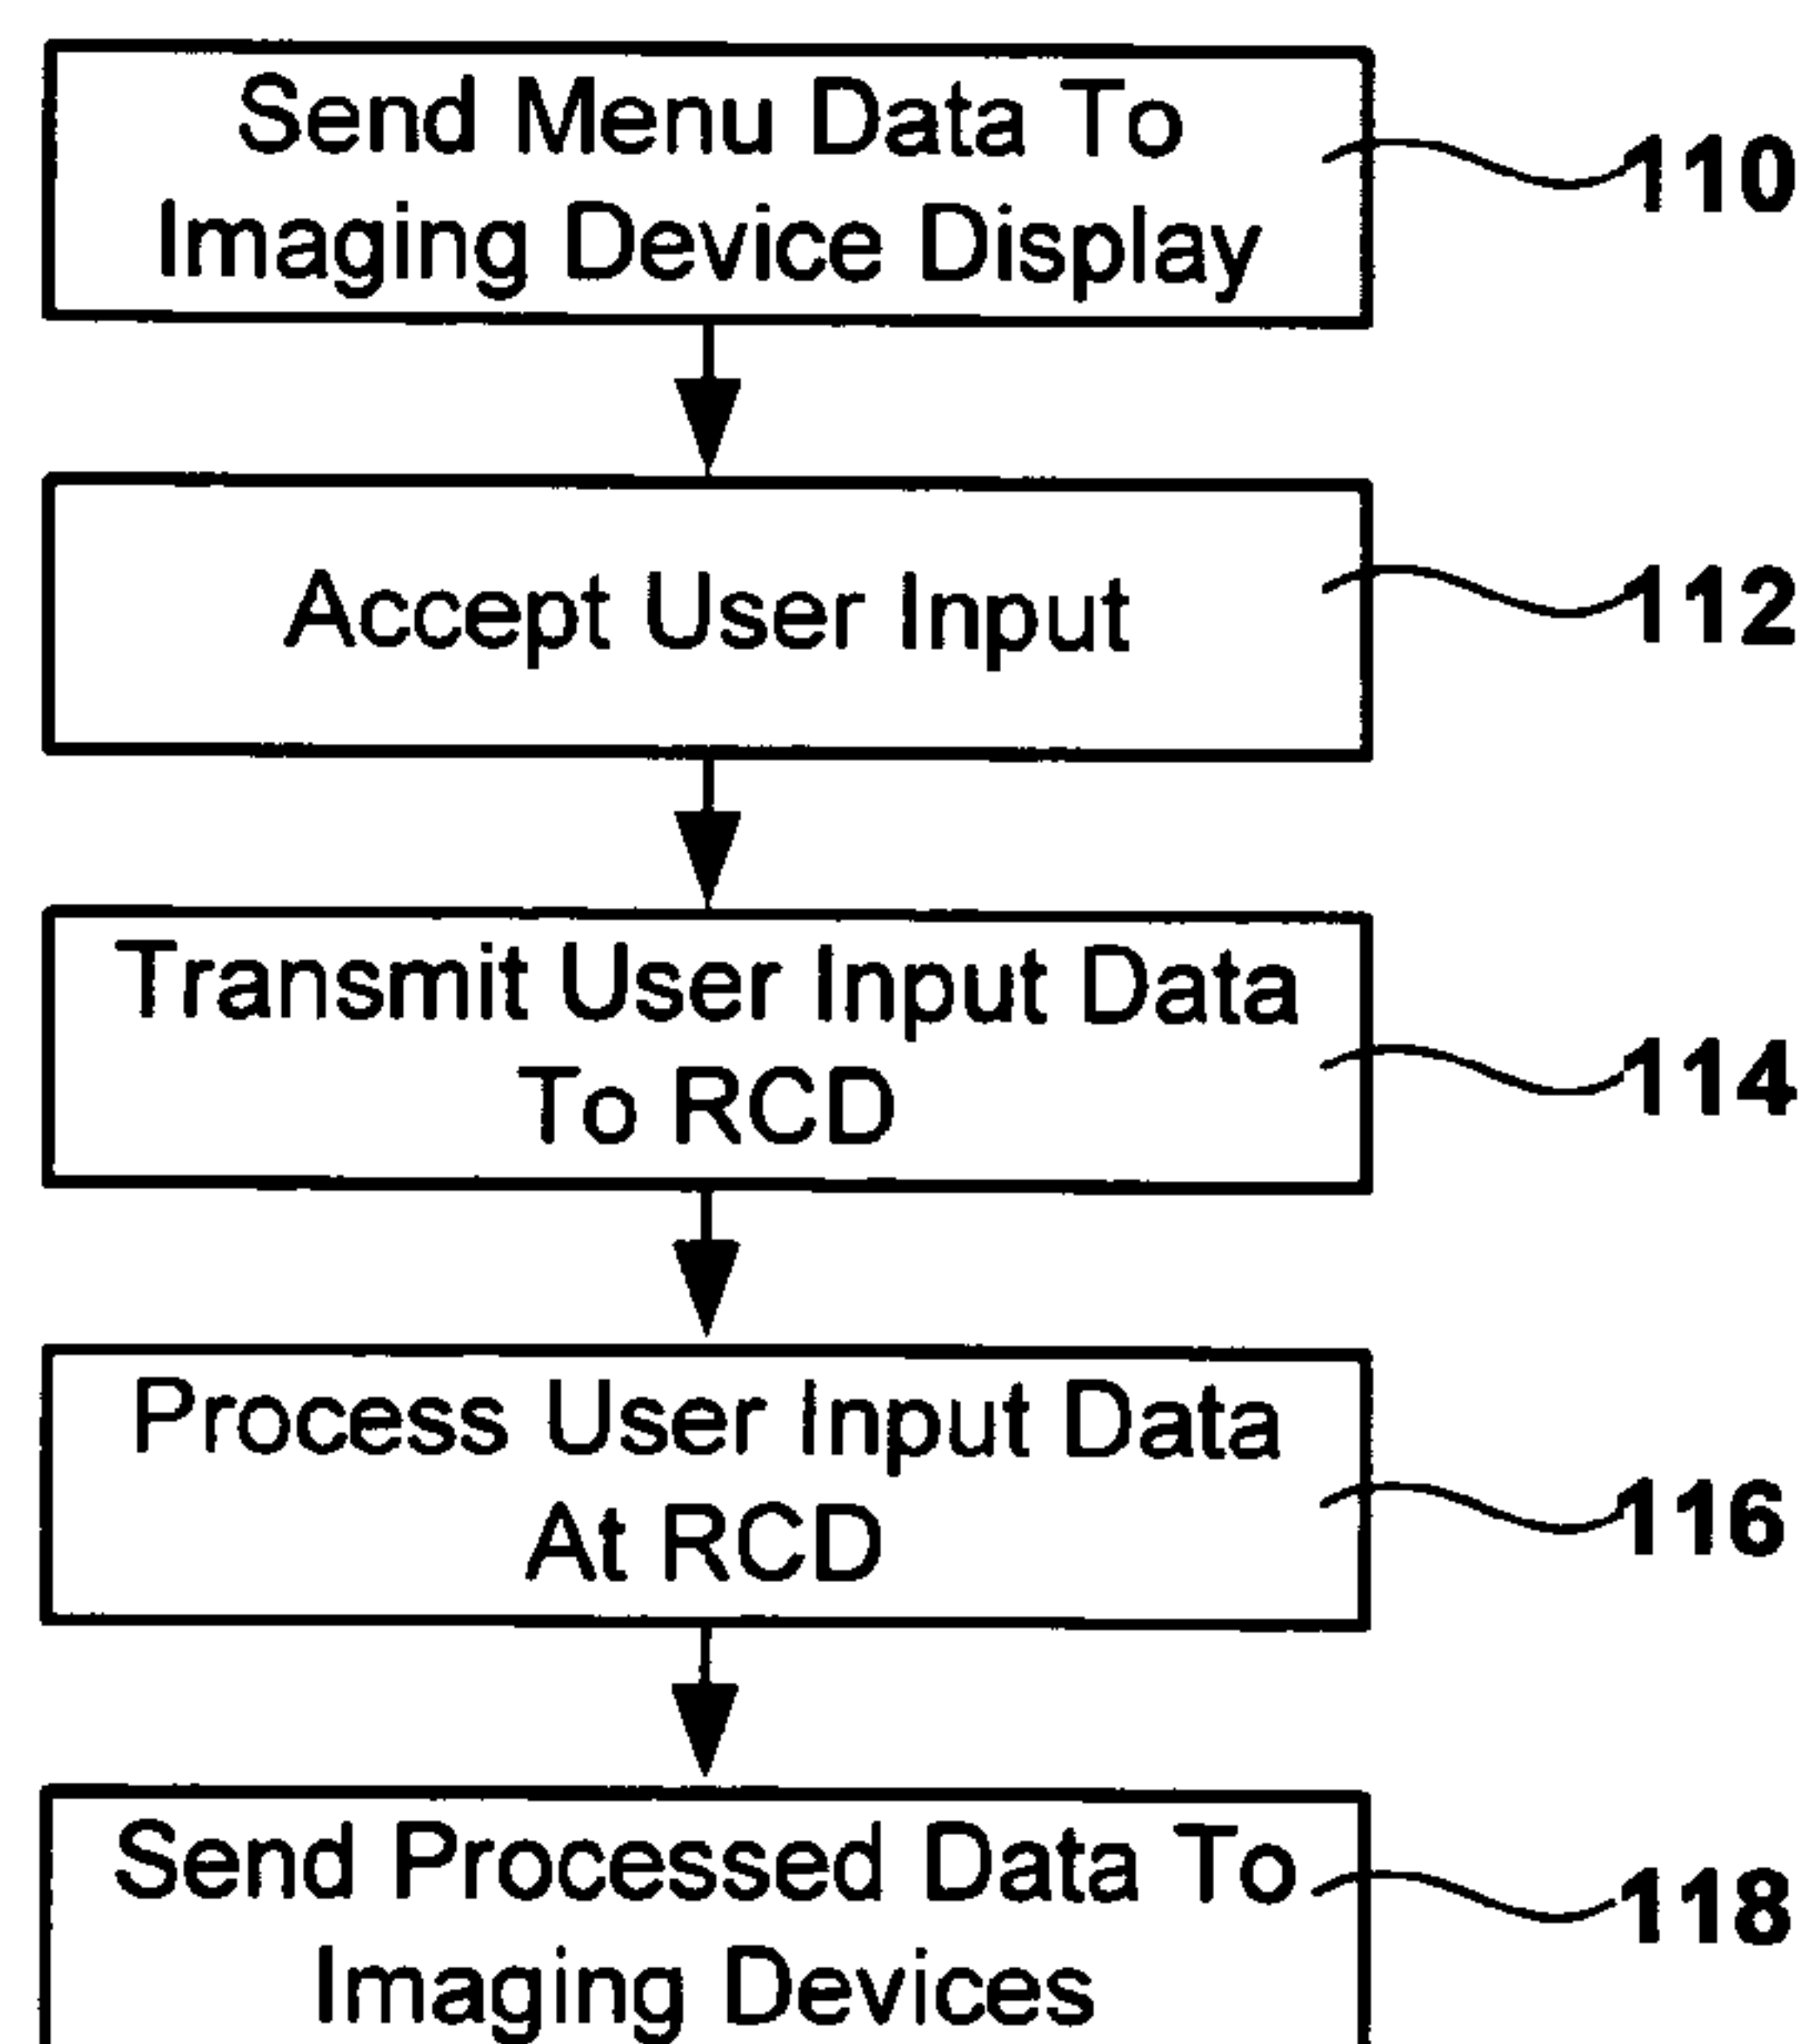 Send Menu Data To
Imaging Device Display
110
Accept User Input
112
Transmit User Input Data
To RCD
114
Process User Input Data
At RCD
116
Send Processed Data To
Imaging Devices
118